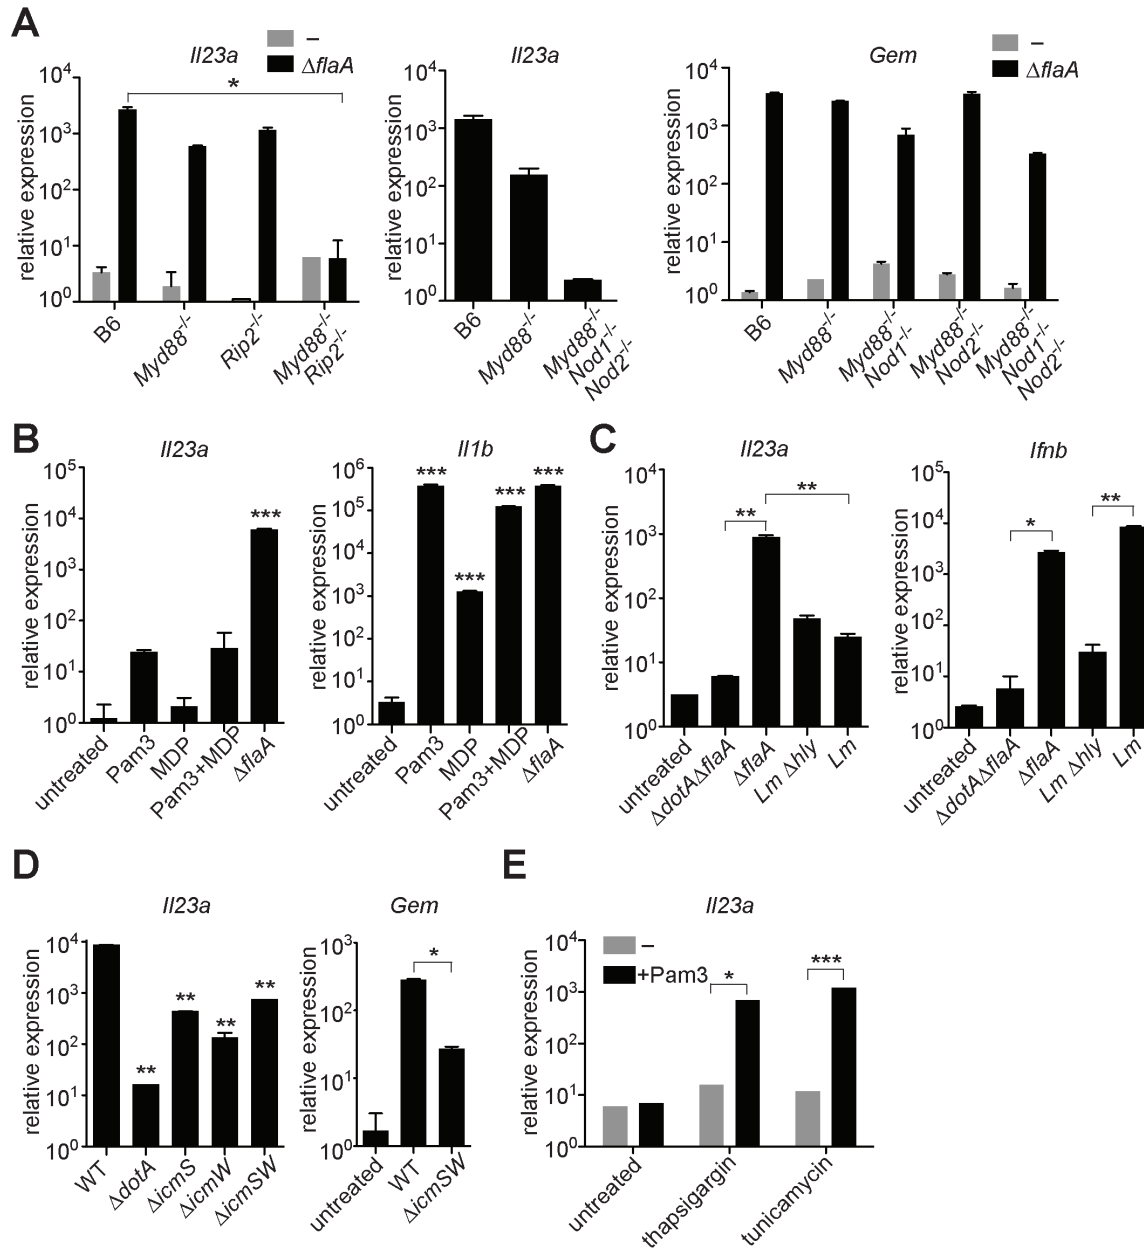 A
Il23a
–
ΔflaA
*
relative expression
10⁴
10³
10²
10¹
10⁰
B6
Myd88⁻/⁻
Rip2⁻/⁻
Myd88⁻/⁻
Rip2⁻/⁻
Il23a
relative expression
10⁴
10³
10²
10¹
10⁰
B6
Myd88⁻/⁻
Myd88⁻/⁻
Nod1⁻/⁻
Nod2⁻/⁻
Gem
–
ΔflaA
relative expression
10⁴
10³
10²
10¹
10⁰
B6
Myd88⁻/⁻
Myd88⁻/⁻
Nod1⁻/⁻
Myd88⁻/⁻
Nod2⁻/⁻
Myd88⁻/⁻
Nod1⁻/⁻
Nod2⁻/⁻
B
Il23a
relative expression
10⁵
10⁴
10³
10²
10¹
10⁰
***
untreated
Pam3
MDP
Pam3+MDP
ΔflaA
Il1b
relative expression
10⁶
10⁵
10⁴
10³
10²
10¹
10⁰
***
***
***
***
untreated
Pam3
MDP
Pam3+MDP
ΔflaA
C
Il23a
relative expression
10⁴
10³
10²
10¹
10⁰
**
**
untreated
ΔdotAΔflaA
ΔflaA
Lm Δhly
Lm
Ifnb
relative expression
10⁵
10⁴
10³
10²
10¹
10⁰
*
**
untreated
ΔdotAΔflaA
ΔflaA
Lm Δhly
Lm
D
Il23a
relative expression
10⁴
10³
10²
10¹
10⁰
**
**
**
**
WT
ΔdotA
ΔicmS
ΔicmW
ΔicmSW
Gem
relative expression
10³
10²
10¹
10⁰
*
untreated
WT
ΔicmSW
E
Il23a
–
+Pam3
relative expression
10⁴
10³
10²
10¹
10⁰
*
***
untreated
thapsigargin
tunicamycin